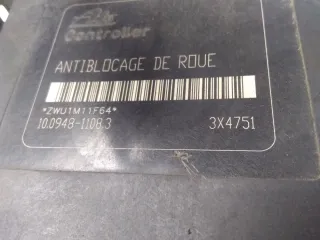 Controller
ANTIBLOCAGE DE ROUE
*ZWU1M11F64*
10.0948-1108.3 3X4751